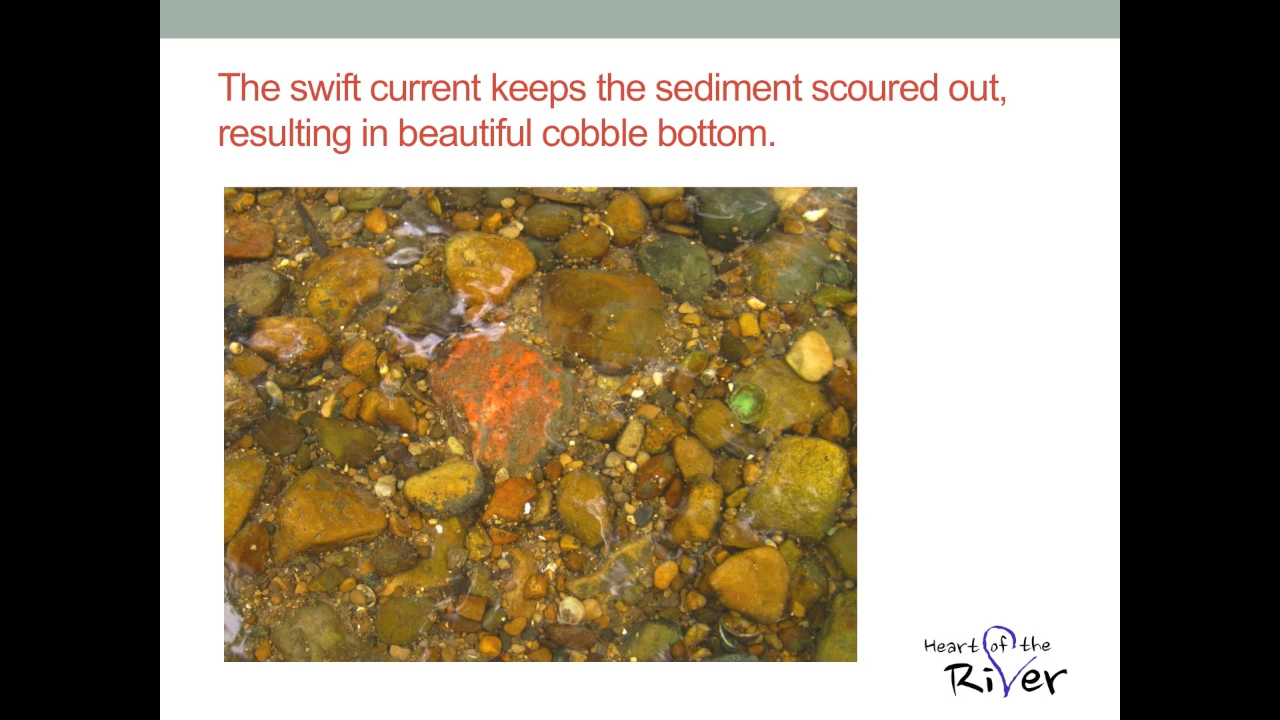 The swift current keeps the sediment scoured out,
resulting in beautiful cobble bottom.
Heart of the
River